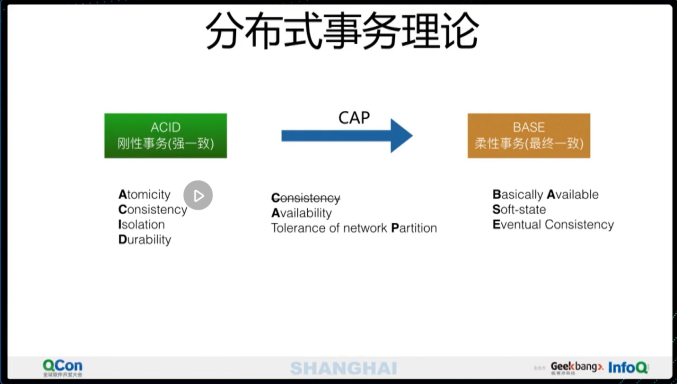 分布式事务理论
ACID
刚性事务(强一致)
CAP
BASE
柔性事务(最终一致)
Atomicity
Consistency
Isolation
Durability
Consistency
Availability
Tolerance of network Partition
Basically Available
Soft-state
Eventual Consistency
QCon
全球软件开发大会
SHANGHAI
Geekbang>.
InfoQ